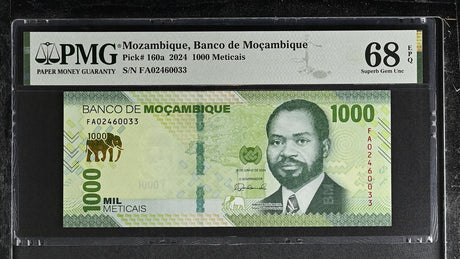 PMG
PAPER MONEY GUARANTY
Mozambique, Banco de Moçambique
Pick# 160a 2024 1000 Meticais
S/N FA02460033
68
EPQ
Superb Gem Unc
BANCO DE MOÇAMBIQUE
FA02460033
1000
1000
FA02460033
1000
MIL
METICAIS